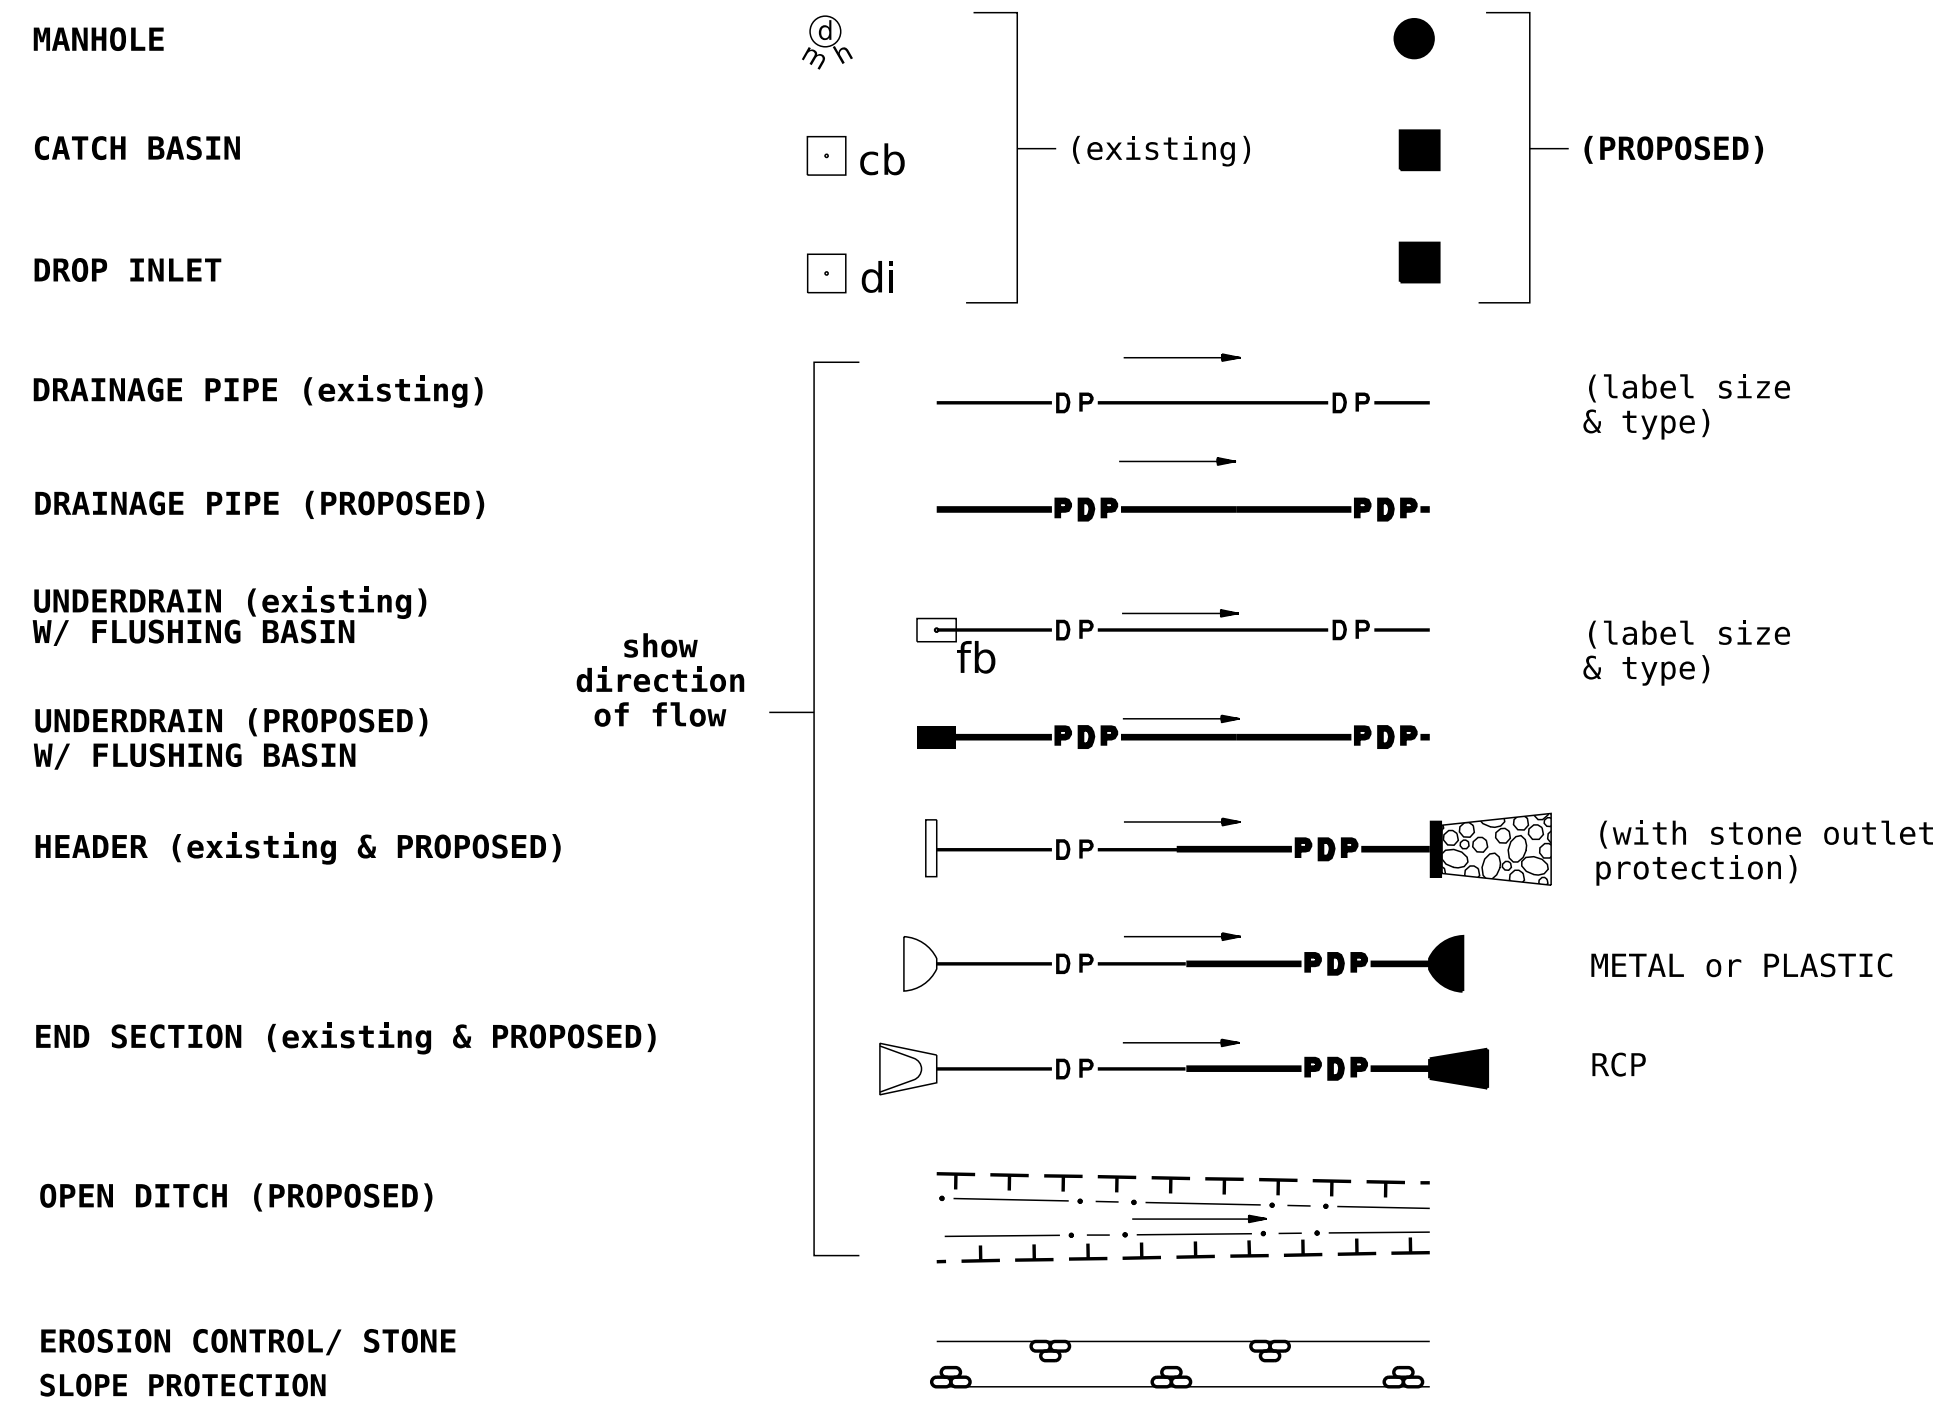 MANHOLE
d
m h
CATCH BASIN
cb
(existing)
(PROPOSED)
DROP INLET
di
DRAINAGE PIPE (existing)
DP DP
(label size
& type)
DRAINAGE PIPE (PROPOSED)
PDP PDP
UNDERDRAIN (existing)
W/ FLUSHING BASIN
fb
DP DP
(label size
& type)
show
direction
of flow
UNDERDRAIN (PROPOSED)
W/ FLUSHING BASIN
PDP PDP
HEADER (existing & PROPOSED)
DP PDP
(with stone outlet
protection)
DP PDP
METAL or PLASTIC
END SECTION (existing & PROPOSED)
DP PDP
RCP
OPEN DITCH (PROPOSED)
EROSION CONTROL/ STONE
SLOPE PROTECTION